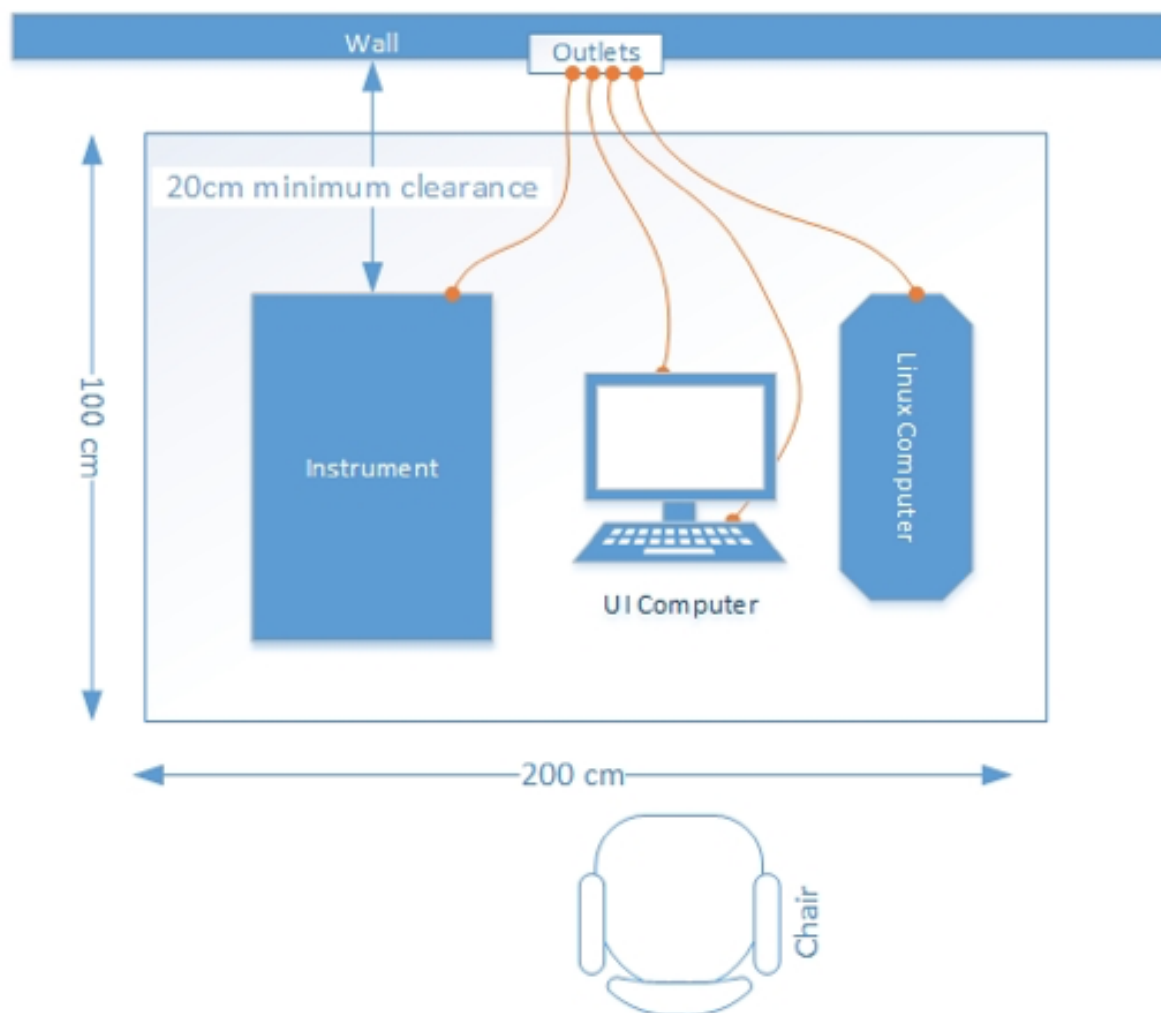 Wall
Outlets
20cm minimum clearance
100 cm
Instrument
Linux Computer
UI Computer
200 cm
Chair